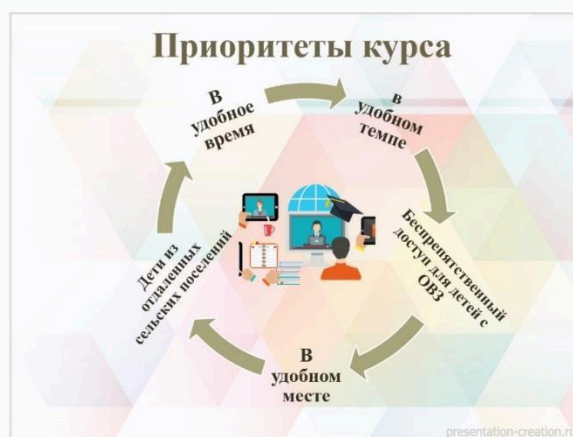 Приоритеты курса
В
удобное
время
в
удобном
темпе
Беспрепятственный
доступ для детей с
ОВЗ
В
удобном
месте
Дети из
отдаленных
сельских поселений
presentation-creation.ru